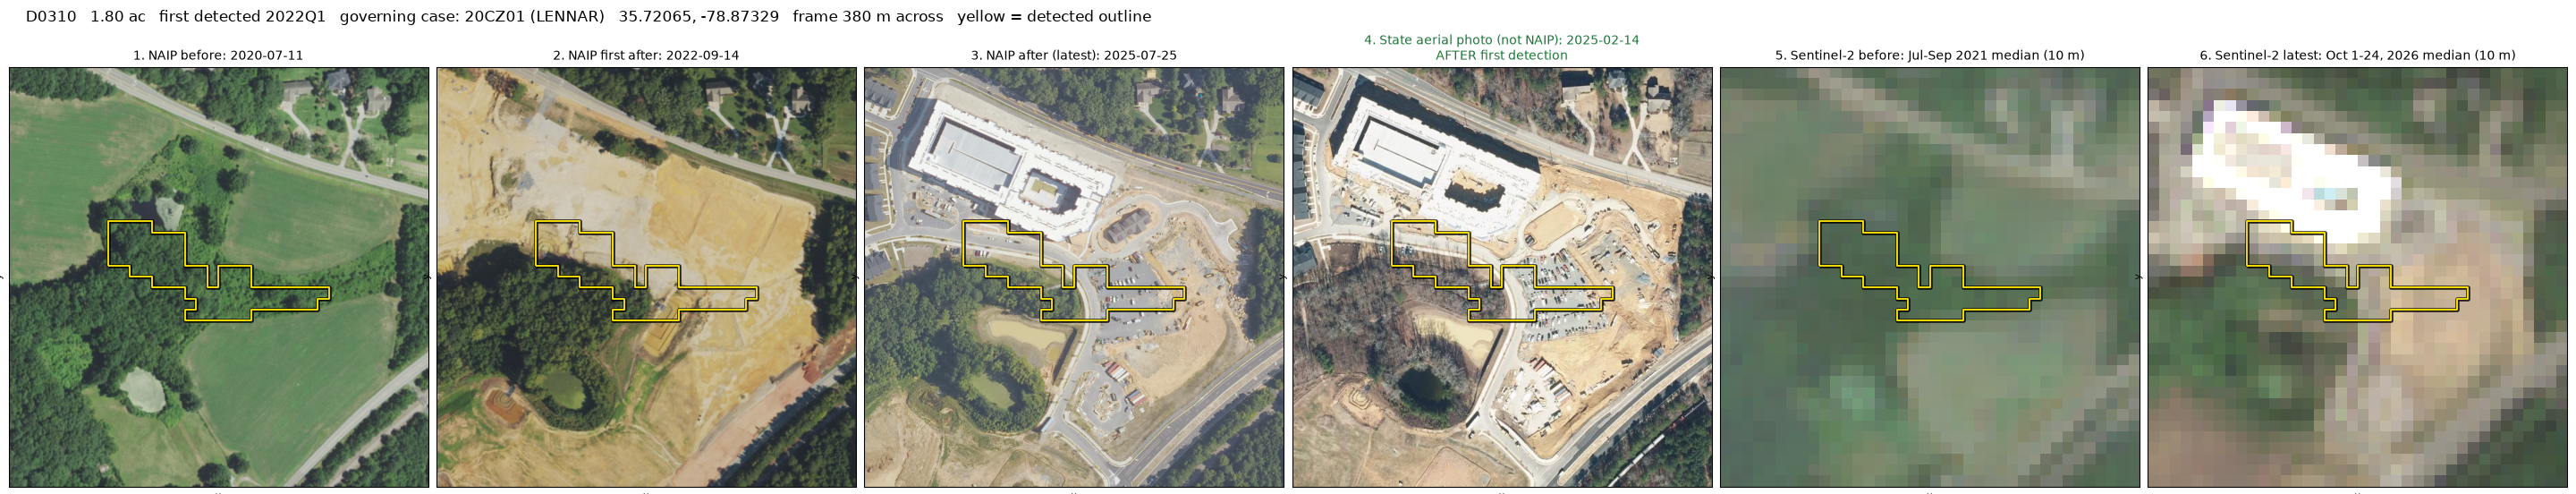 D0310   1.80 ac   first detected 2022Q1   governing case: 20CZ01 (LENNAR)   35.72065, -78.87329   frame 380 m across   yellow = detected outline
1. NAIP before: 2020-07-11
2. NAIP first after: 2022-09-14
3. NAIP after (latest): 2025-07-25
4. State aerial photo (not NAIP): 2025-02-14
AFTER first detection
5. Sentinel-2 before: Jul-Sep 2021 median (10 m)
6. Sentinel-2 latest: Oct 1-24, 2026 median (10 m)